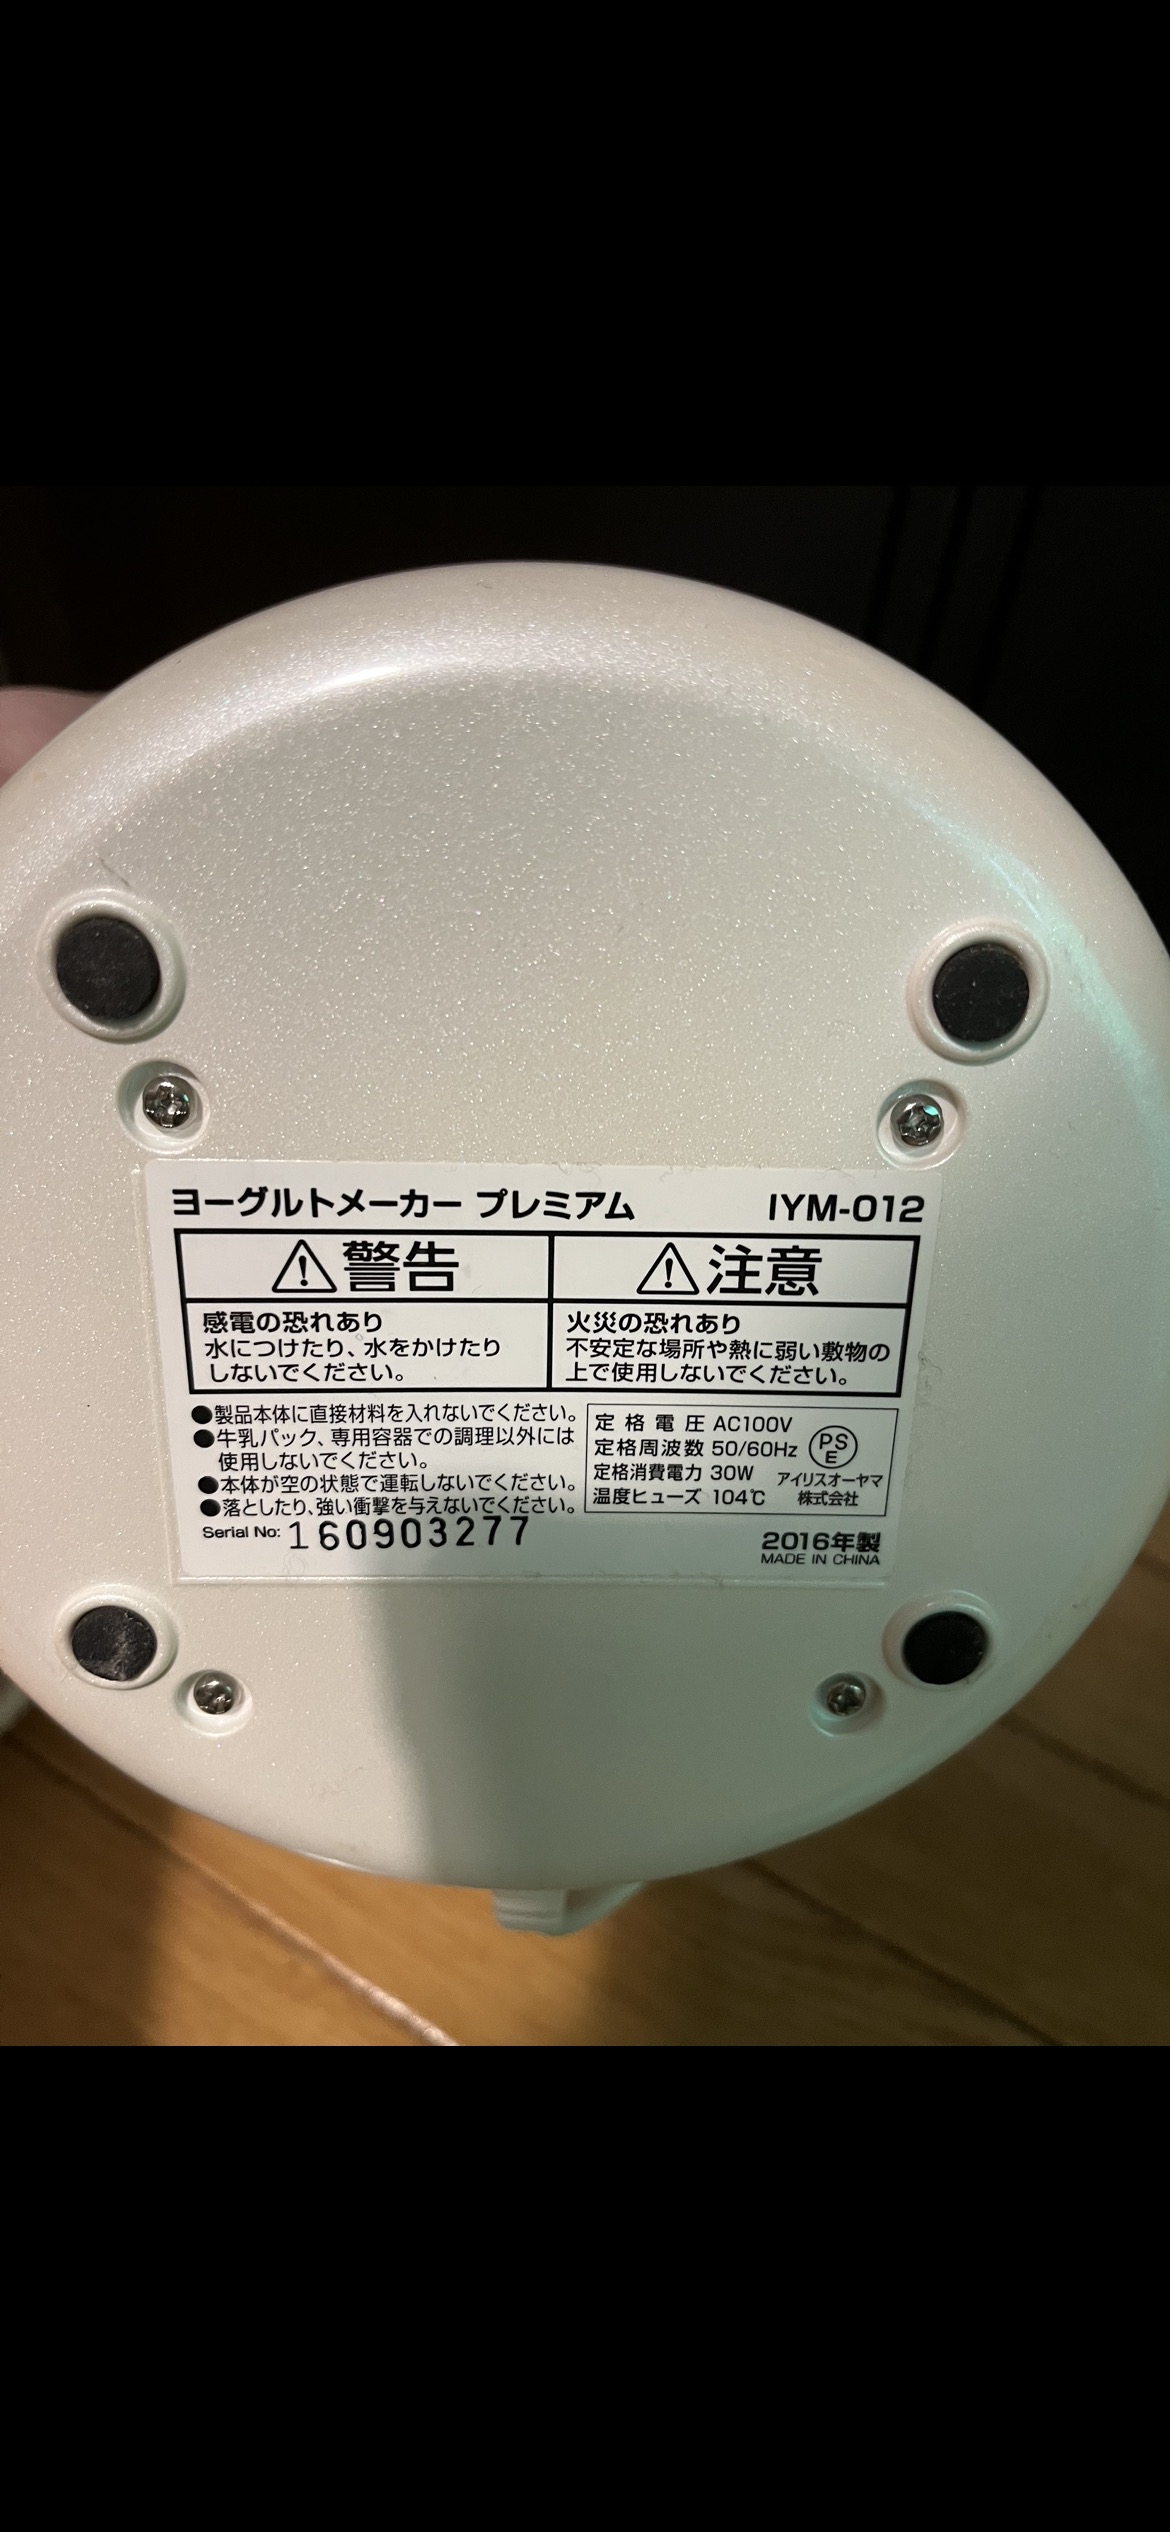 ヨーグルトメーカー プレミアム IYM-012
⚠警告
感電の恐れあり
水につけたり、水をかけたり
しないでください。
⚠注意
火災の恐れあり
不安定な場所や熱に弱い敷物の
上で使用しないでください。
●製品本体に直接材料を入れないでください。
●牛乳パック、専用容器での調理以外には
使用しないでください。
●本体が空の状態で運転しないでください。
●落としたり、強い衝撃を与えないでください。
Serial No: 160903277
定格電圧 AC100V
定格周波数 50/60Hz
定格消費電力 30W
温度ヒューズ 104℃
PS
E
アイリスオーヤマ
株式会社
2016年製
MADE IN CHINA